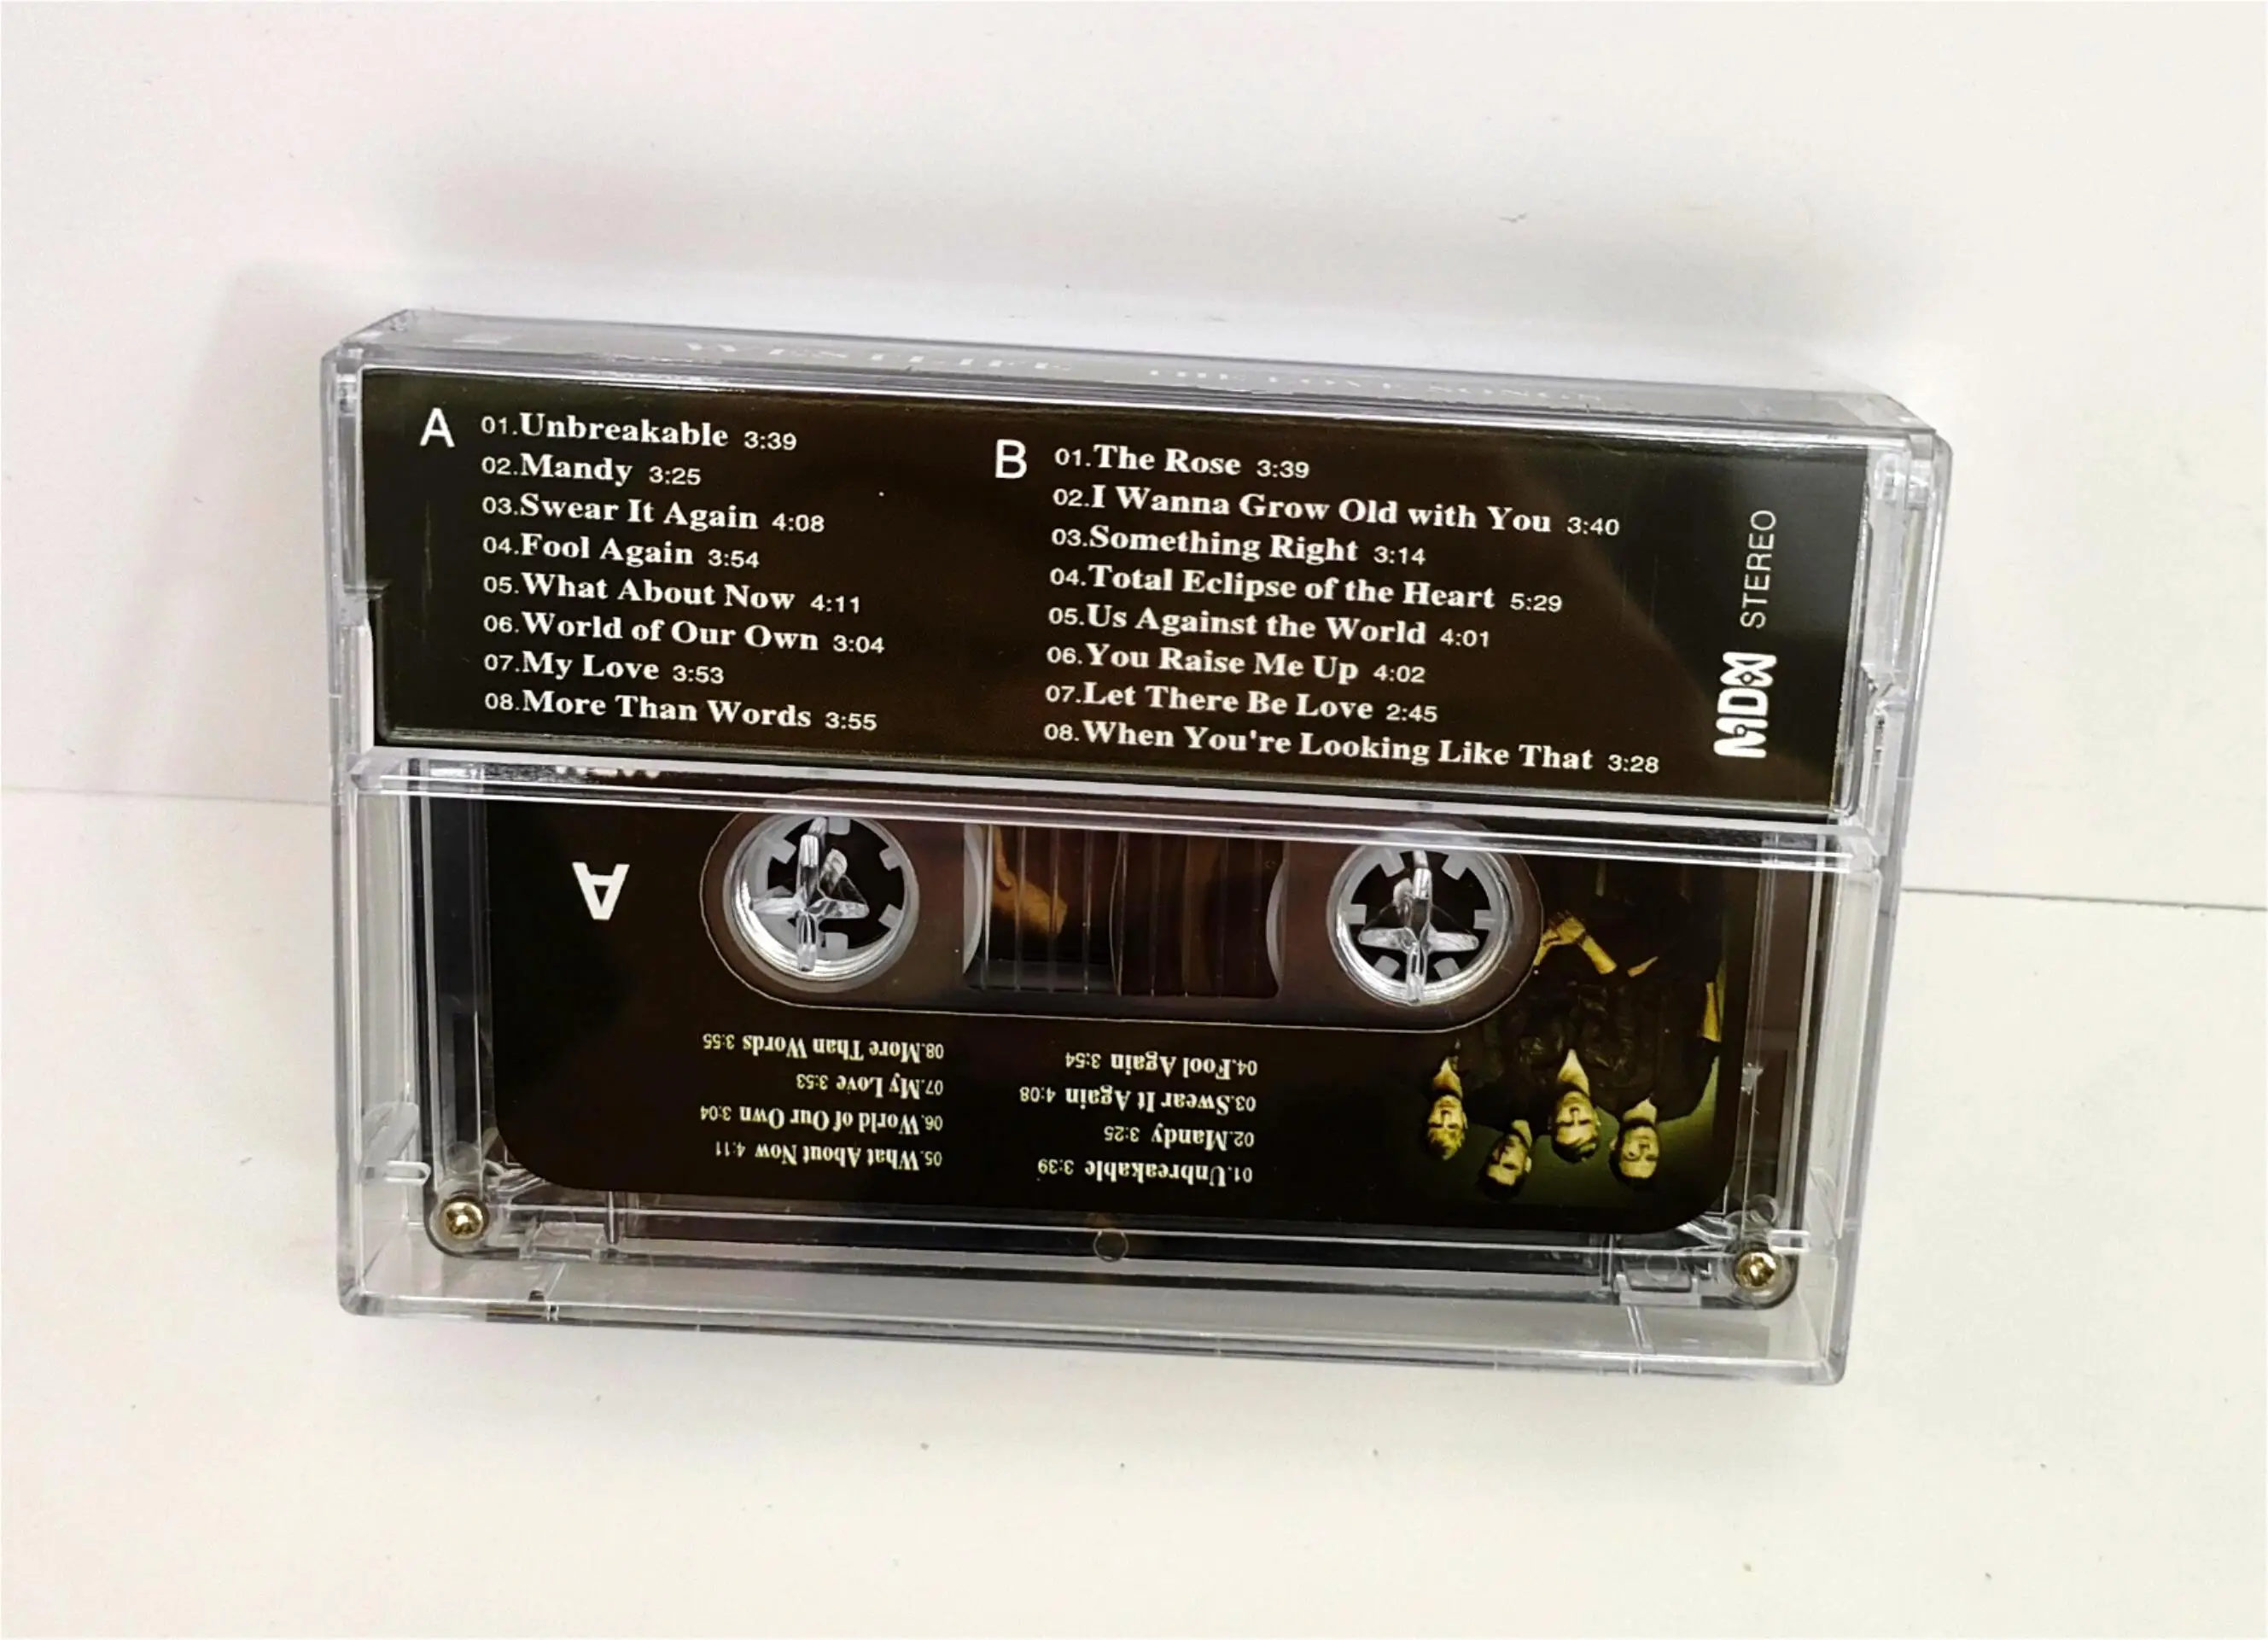 WESTLIFE THE LOVE SONGS
A
01.Unbreakable 3:39
02.Mandy 3:25
03.Swear It Again 4:08
04.Fool Again 3:54
05.What About Now 4:11
06.World of Our Own 3:04
07.My Love 3:53
08.More Than Words 3:55
B
01.The Rose 3:39
02.I Wanna Grow Old with You 3:40
03.Something Right 3:14
04.Total Eclipse of the Heart 5:29
05.Us Against the World 4:01
06.You Raise Me Up 4:02
07.Let There Be Love 2:45
08.When You're Looking Like That 3:28
MDX STEREO
A
01.Unbreakable 3:39
02.Mandy 3:25
03.Swear It Again 4:08
04.Fool Again 3:54
05.What About Now 4:11
06.World of Our Own 3:04
07.My Love 3:53
08.More Than Words 3:55